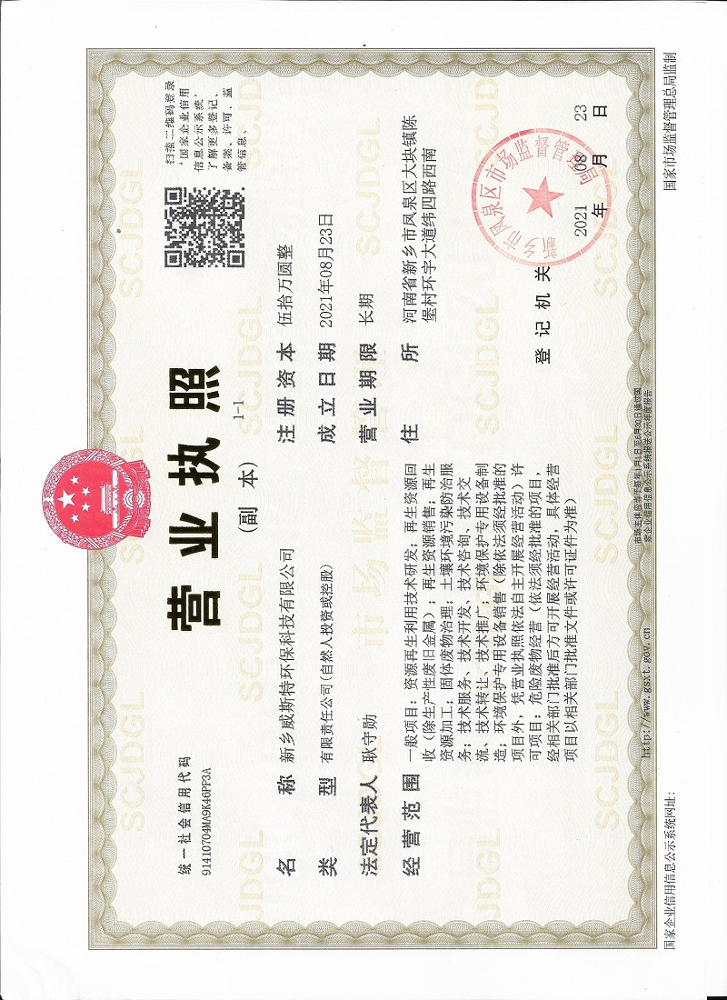 统一社会信用代码
91410704MA9K46PP3A
营业执照
(副 本)
1-1
扫描二维码登录
‘国家企业信用
信息公示系统’
了解更多登记、
备案、许可、监
管信息。
名 称 新乡威斯特环保科技有限公司
类 型 有限责任公司(自然人投资或控股)
法定代表人 耿守勋
经营范围 一般项目：资源再生利用技术研发；再生资源回
收（除生产性废旧金属）；再生资源销售；再生
资源加工；固体废物治理；土壤环境污染防治服
务；技术服务、技术开发、技术咨询、技术交
流、技术转让、技术推广；环境保护专用设备制
造；环境保护专用设备销售（除依法须经批准的
项目外，凭营业执照依法自主开展经营活动）许
可项目：危险废物经营（依法须经批准的项目，
经相关部门批准后方可开展经营活动，具体经营
项目以相关部门批准文件或许可证件为准）
注册资本 伍拾万圆整
成立日期 2021年08月23日
营业期限 长期
住 所 河南省新乡市凤泉区大块镇陈
堡村环宇大道纬四路西南
登记机关
新乡市凤泉区市场监督管理局
2021 年 08 月 23 日
http://www.gsxt.gov.cn
市场主体应当于每年1月1日至6月30日通过国
家企业信用信息公示系统报送公示年度报告
国家企业信用信息公示系统网址:
国家市场监督管理总局监制
SCJDGL
市场监督管理